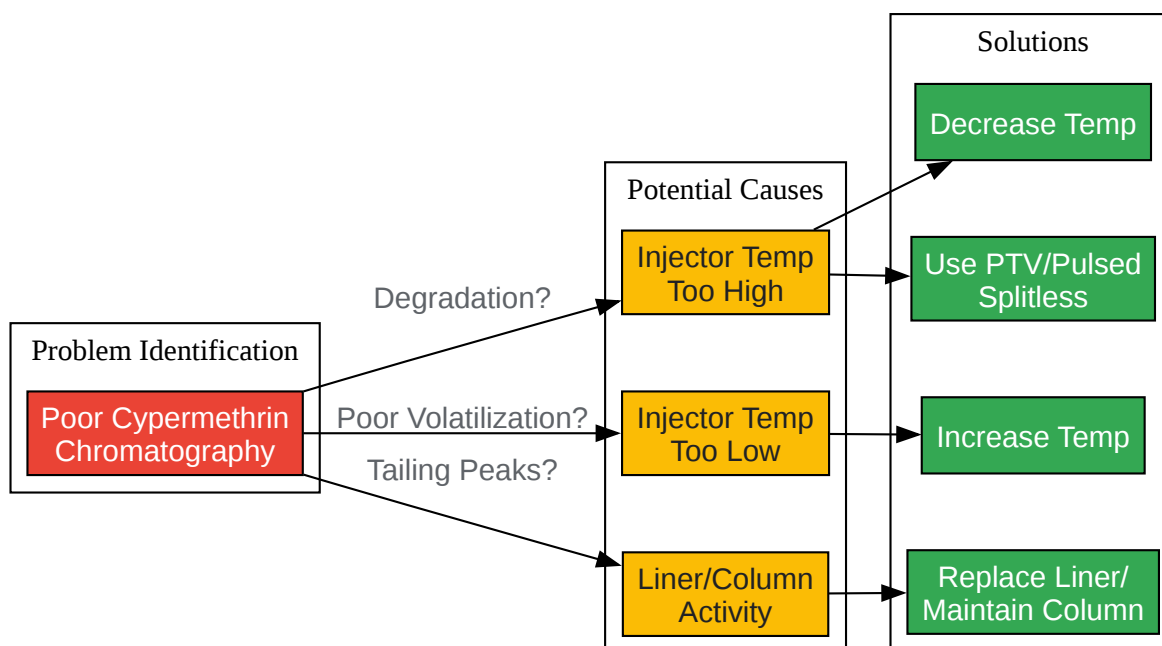 Problem Identification
Poor Cypermethrin
Chromatography
Degradation?
Poor Volatilization?
Tailing Peaks?
Potential Causes
Injector Temp
Too High
Injector Temp
Too Low
Liner/Column
Activity
Solutions
Decrease Temp
Use PTV/Pulsed
Splitless
Increase Temp
Replace Liner/
Maintain Column